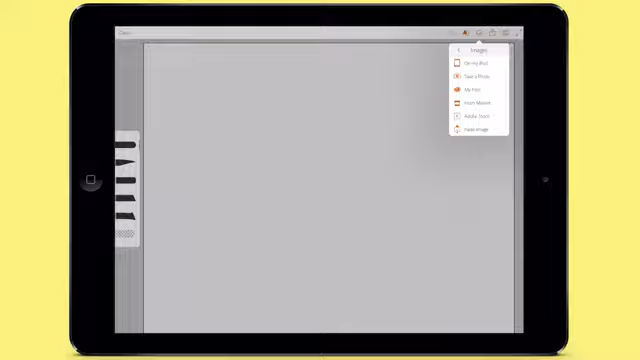 Images
On my iPad
Take a Photo
My Files
From Market
Adobe Stock
Paste Image